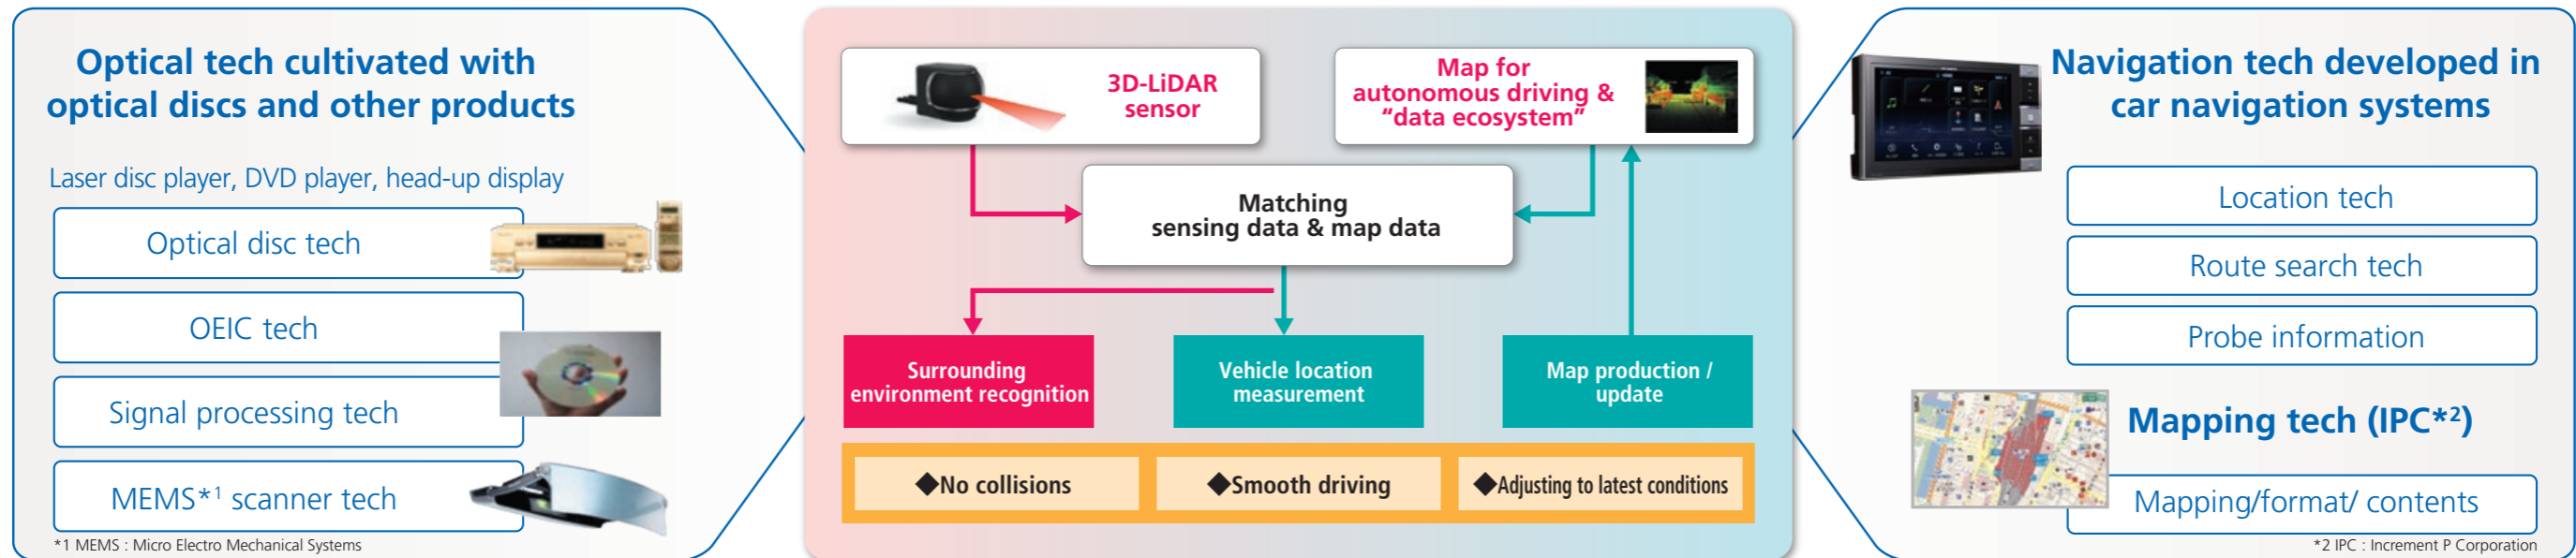 Optical tech cultivated with
optical discs and other products
Laser disc player, DVD player, head-up display
Optical disc tech
OEIC tech
Signal processing tech
MEMS*1 scanner tech
*1 MEMS : Micro Electro Mechanical Systems
3D-LiDAR
sensor
Map for
autonomous driving &
“data ecosystem”
Matching
sensing data & map data
Surrounding
environment recognition
Vehicle location
measurement
Map production /
update
◆No collisions
◆Smooth driving
◆Adjusting to latest conditions
Navigation tech developed in
car navigation systems
Location tech
Route search tech
Probe information
Mapping tech (IPC*2)
Mapping/format/ contents
*2 IPC : Increment P Corporation